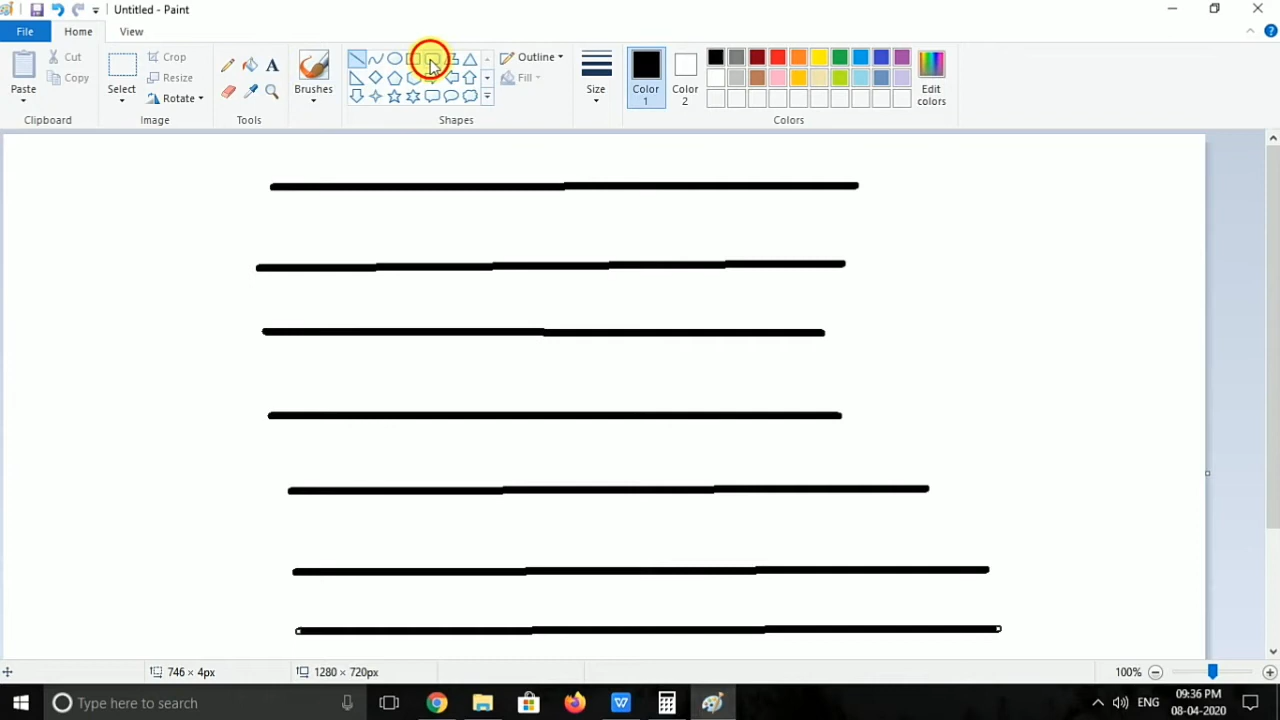 Untitled - Paint
File Home View
Cut
Copy
Paste
Crop
Resize
Rotate
Select
Brushes
Outline
Fill
Size
Color 1
Color 2
Edit colors
Clipboard Image Tools Shapes Colors
746 × 4px 1280 × 720px 100%
Type here to search
ENG
09:36 PM
08-04-2020